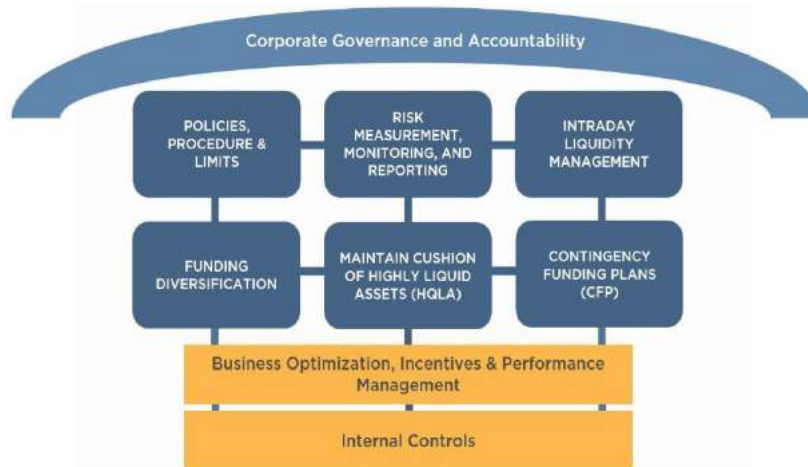 Corporate Governance and Accountability
POLICIES,
PROCEDURE &
LIMITS
RISK
MEASUREMENT,
MONITORING, AND
REPORTING
INTRADAY
LIQUIDITY
MANAGEMENT
FUNDING
DIVERSIFICATION
MAINTAIN CUSHION
OF HIGHLY LIQUID
ASSETS (HQLA)
CONTINGENCY
FUNDING PLANS
(CFP)
Business Optimization, Incentives & Performance
Management
Internal Controls